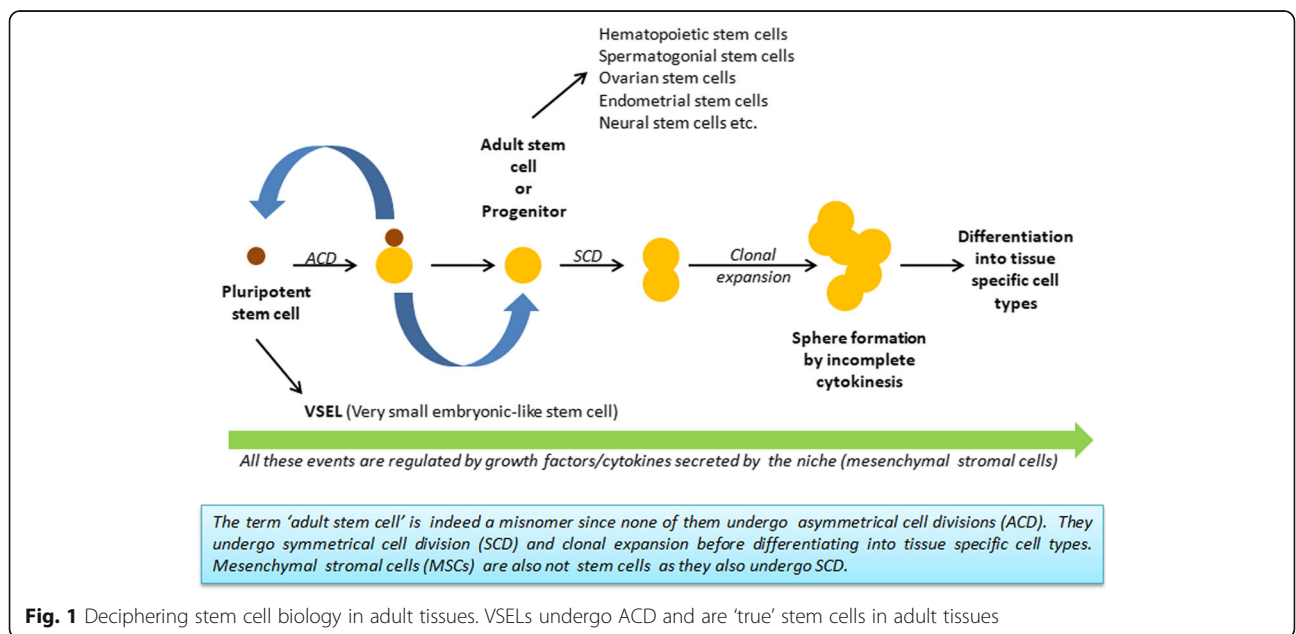 Hematopoietic stem cells
Spermatogonial stem cells
Ovarian stem cells
Endometrial stem cells
Neural stem cells etc.
Adult stem
cell
or
Progenitor
ACD
SCD
Clonal
expansion
Differentiation
into tissue
specific cell
types
Pluripotent
stem cell
Sphere formation
by incomplete
cytokinesis
VSEL (Very small embryonic-like stem cell)
All these events are regulated by growth factors/cytokines secreted by the niche (mesenchymal stromal cells)
The term 'adult stem cell' is indeed a misnomer since none of them undergo asymmetrical cell divisions (ACD). They
undergo symmetrical cell division (SCD) and clonal expansion before differentiating into tissue specific cell types.
Mesenchymal stromal cells (MSCs) are also not stem cells as they also undergo SCD.
Fig. 1 Deciphering stem cell biology in adult tissues. VSELs undergo ACD and are 'true' stem cells in adult tissues